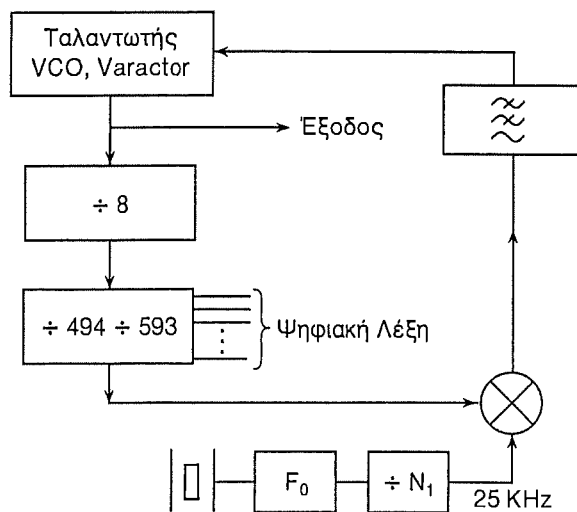 Ταλαντωτής
VCO, Varactor
Έξοδος
÷ 8
÷ 494 ÷ 593
Ψηφιακή Λέξη
F₀
÷ N₁
25 KHz